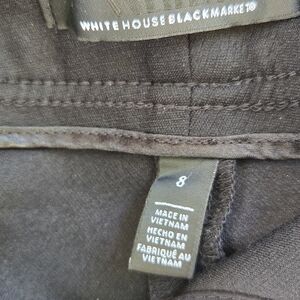 WHITE HOUSE BLACK MARKET®
8
MADE IN
VIETNAM
HECHO EN
VIETNAM
FABRIQUÉ AU
VIETNAM